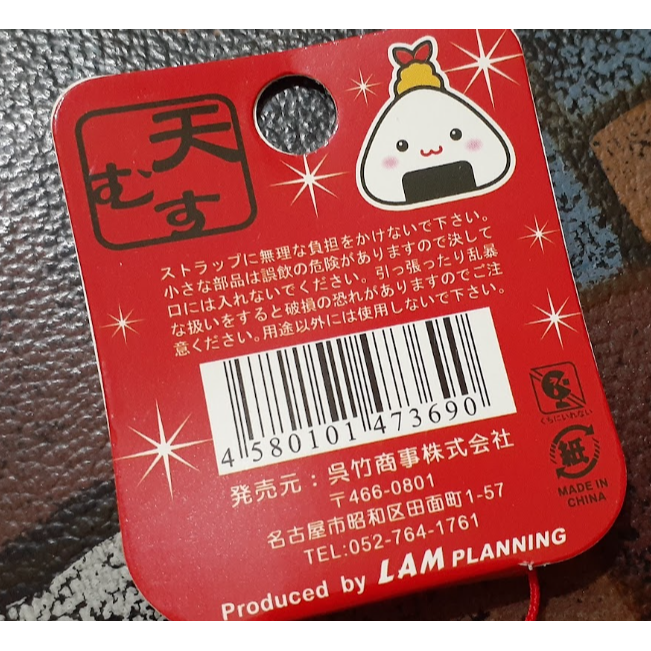 天むす
ストラップに無理な負担をかけないで下さい。
小さな部品は誤飲の危険がありますので決して
口には入れないでください。引っ張ったり乱暴
な扱いをすると破損の恐れがありますのでご注
意ください。用途以外には使用しないで下さい。
4 580101 473690
発売元：呉竹商事株式会社
〒466-0801
名古屋市昭和区田面町1-57
TEL:052-764-1761
くちにいれない
紙
MADE IN
CHINA
Produced by LAM PLANNING